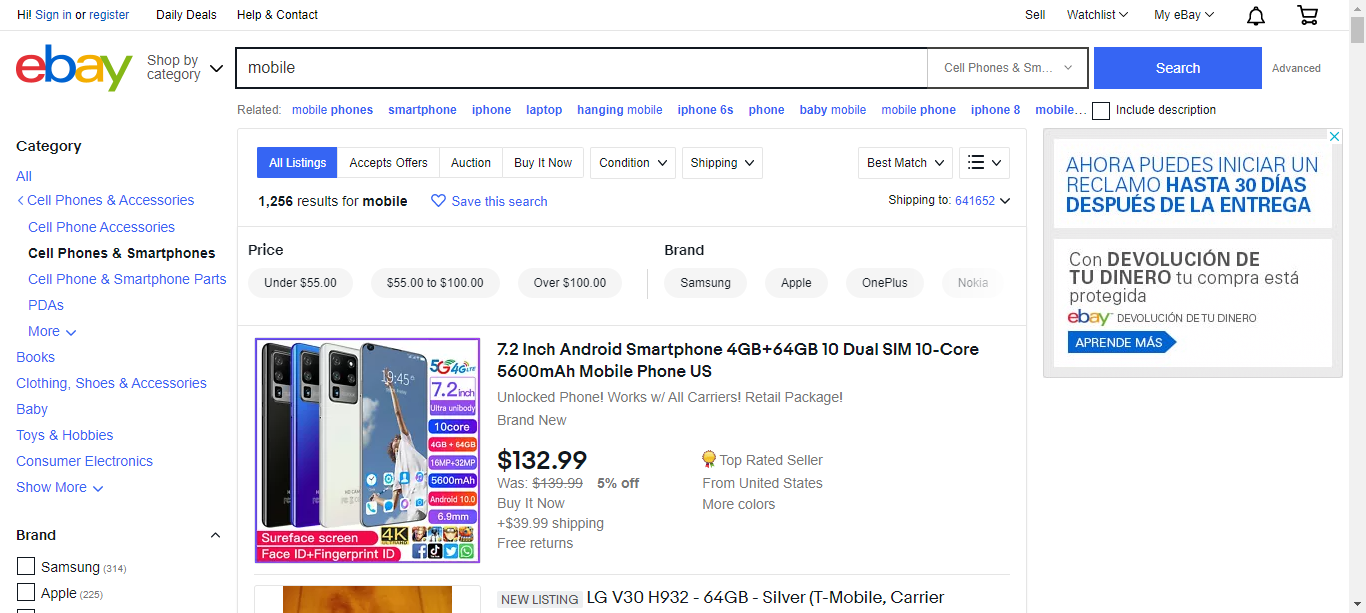 Hi! Sign in or register Daily Deals Help & Contact Sell Watchlist My eBay
ebay
Shop by
category
mobile Cell Phones & Sm... Search Advanced
Related: mobile phones smartphone iphone laptop hanging mobile iphone 6s phone baby mobile mobile phone iphone 8 mobile... Include description
Category
All
Cell Phones & Accessories
Cell Phone Accessories
Cell Phones & Smartphones
Cell Phone & Smartphone Parts
PDAs
More
Books
Clothing, Shoes & Accessories
Baby
Toys & Hobbies
Consumer Electronics
Show More
Brand
Samsung (314)
Apple (225)
All Listings Accepts Offers Auction Buy It Now Condition Shipping Best Match
1,256 results for mobile Save this search Shipping to: 641652
Price
Under $55.00 $55.00 to $100.00 Over $100.00
Brand
Samsung Apple OnePlus Nokia
5G 4G LTE
7.2inch
Ultra unibody
10core
4GB + 64GB
16MP+32MP
5600mAh
Android 10.0
6.9mm
19:45
Sureface screen
4K
Face ID+Fingerprint ID
7.2 Inch Android Smartphone 4GB+64GB 10 Dual SIM 10-Core
5600mAh Mobile Phone US
Unlocked Phone! Works w/ All Carriers! Retail Package!
Brand New
$132.99
Was: $139.99 5% off
Buy It Now
+$39.99 shipping
Free returns
Top Rated Seller
From United States
More colors
NEW LISTING LG V30 H932 - 64GB - Silver (T-Mobile, Carrier
AHORA PUEDES INICIAR UN
RECLAMO HASTA 30 DÍAS
DESPUÉS DE LA ENTREGA
Con DEVOLUCIÓN DE
TU DINERO tu compra está
protegida
ebay DEVOLUCIÓN DE TU DINERO
APRENDE MÁS